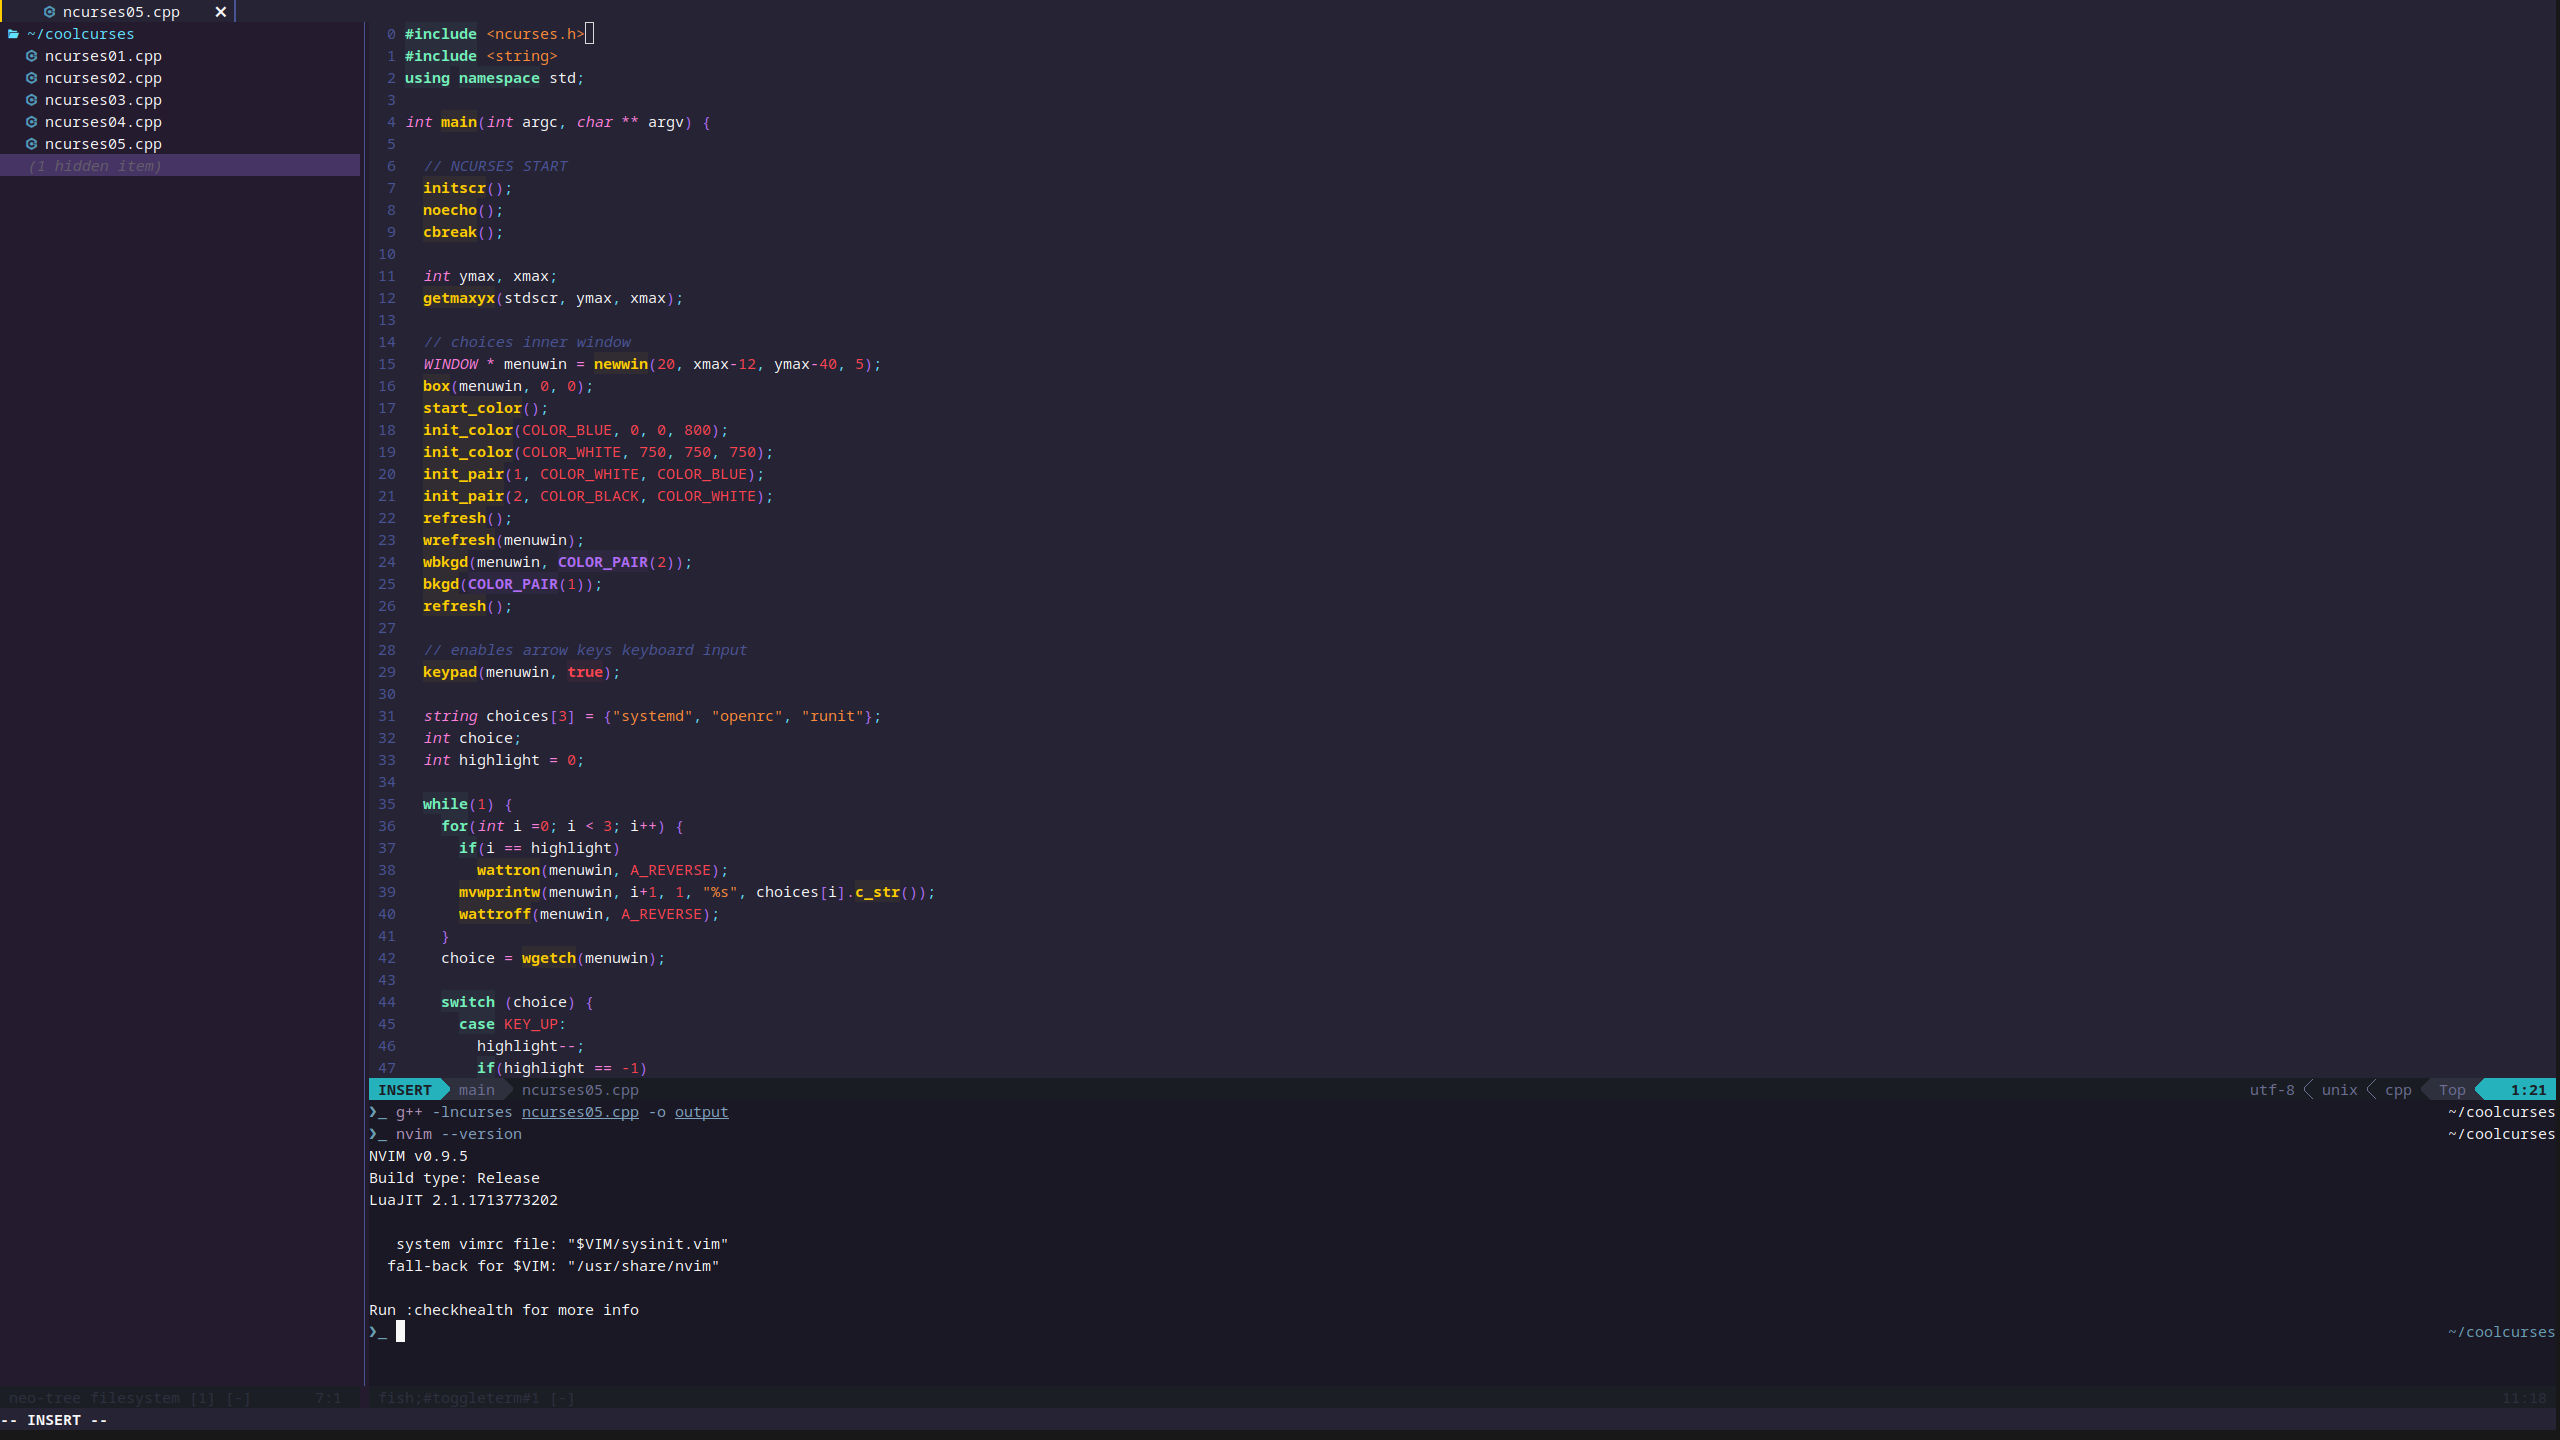 ncurses05.cpp ×
~/coolcurses
ncurses01.cpp
ncurses02.cpp
ncurses03.cpp
ncurses04.cpp
ncurses05.cpp
(1 hidden item)
0 #include <ncurses.h>
1 #include <string>
2 using namespace std;
3
4 int main(int argc, char ** argv) {
5
6   // NCURSES START
7   initscr();
8   noecho();
9   cbreak();
10
11   int ymax, xmax;
12   getmaxyx(stdscr, ymax, xmax);
13
14   // choices inner window
15   WINDOW * menuwin = newwin(20, xmax-12, ymax-40, 5);
16   box(menuwin, 0, 0);
17   start_color();
18   init_color(COLOR_BLUE, 0, 0, 800);
19   init_color(COLOR_WHITE, 750, 750, 750);
20   init_pair(1, COLOR_WHITE, COLOR_BLUE);
21   init_pair(2, COLOR_BLACK, COLOR_WHITE);
22   refresh();
23   wrefresh(menuwin);
24   wbkgd(menuwin, COLOR_PAIR(2));
25   bkgd(COLOR_PAIR(1));
26   refresh();
27
28   // enables arrow keys keyboard input
29   keypad(menuwin, true);
30
31   string choices[3] = {"systemd", "openrc", "runit"};
32   int choice;
33   int highlight = 0;
34
35   while(1) {
36     for(int i =0; i < 3; i++) {
37       if(i == highlight)
38         wattron(menuwin, A_REVERSE);
39       mvwprintw(menuwin, i+1, 1, "%s", choices[i].c_str());
40       wattroff(menuwin, A_REVERSE);
41     }
42     choice = wgetch(menuwin);
43
44     switch (choice) {
45       case KEY_UP:
46         highlight--;
47         if(highlight == -1)
INSERT main ncurses05.cpp utf-8 unix cpp Top 1:21
❯_ g++ -lncurses ncurses05.cpp -o output ~/coolcurses
❯_ nvim --version ~/coolcurses
NVIM v0.9.5
Build type: Release
LuaJIT 2.1.1713773202
system vimrc file: "$VIM/sysinit.vim"
fall-back for $VIM: "/usr/share/nvim"
Run :checkhealth for more info
❯_ ~/coolcurses
neo-tree filesystem [1] [-] 7:1 fish;#toggleterm#1 [-] 11:18
-- INSERT --